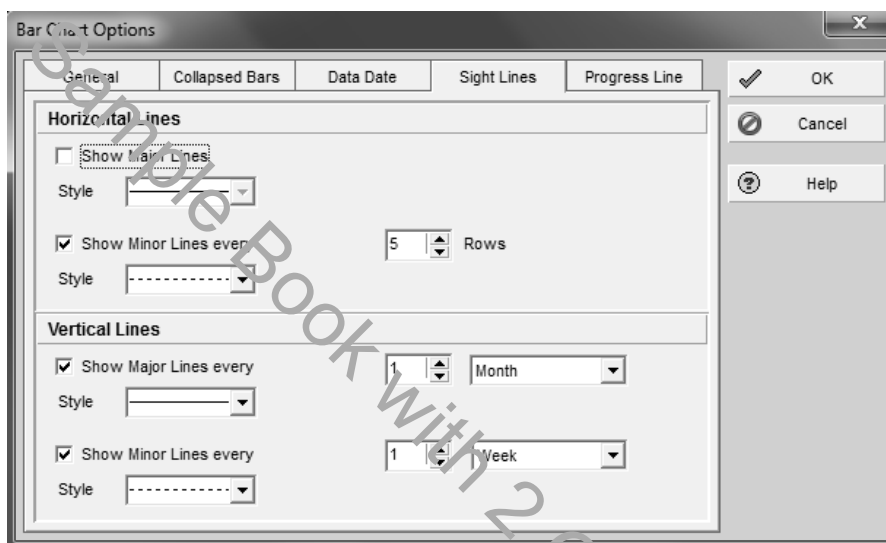 Bar Chart Options
General
Collapsed Bars
Data Date
Sight Lines
Progress Line
OK
Cancel
Help
Horizontal Lines
Show Major Lines
Style
Show Minor Lines every 5 Rows
Style
Vertical Lines
Show Major Lines every 1 Month
Style
Show Minor Lines every 1 Week
Style
Sample Book with 2